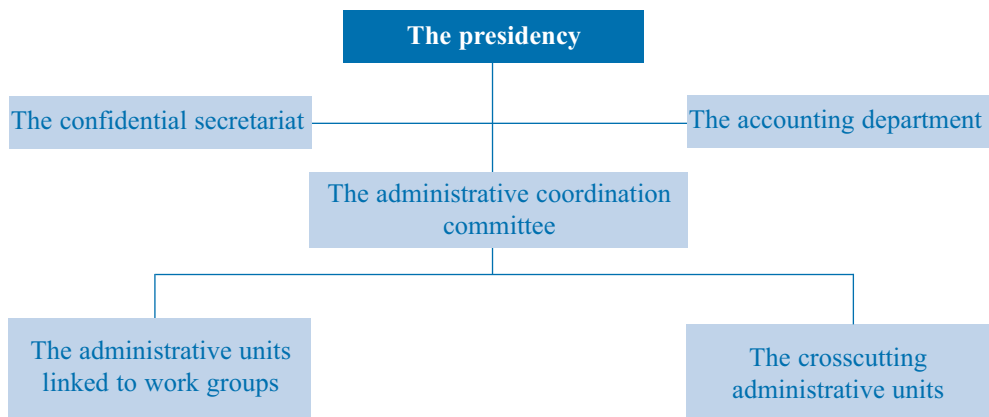 The presidency
The confidential secretariat
The accounting department
The administrative coordination
committee
The administrative units
linked to work groups
The crosscutting
administrative units